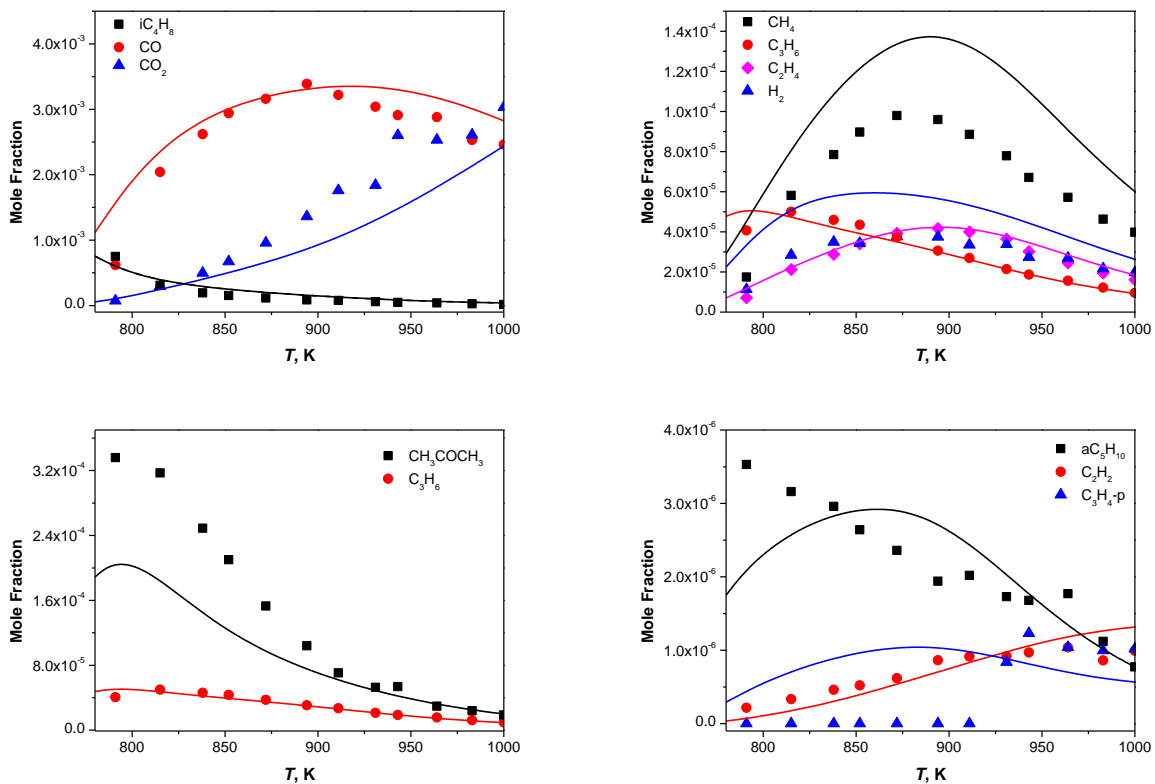 iC₄H₈
CO
CO₂
4.0x10⁻³
3.0x10⁻³
2.0x10⁻³
1.0x10⁻³
0.0
Mole Fraction
800 850 900 950 1000
T, K
CH₄
C₃H₆
C₂H₄
H₂
1.4x10⁻⁴
1.2x10⁻⁴
1.0x10⁻⁴
8.0x10⁻⁵
6.0x10⁻⁵
4.0x10⁻⁵
2.0x10⁻⁵
0.0
Mole Fraction
800 850 900 950 1000
T, K
CH₃COCH₃
C₃H₆
3.2x10⁻⁴
2.4x10⁻⁴
1.6x10⁻⁴
8.0x10⁻⁵
0.0
Mole Fraction
800 850 900 950 1000
T, K
aC₅H₁₀
C₂H₂
C₃H₄-p
4.0x10⁻⁶
3.0x10⁻⁶
2.0x10⁻⁶
1.0x10⁻⁶
0.0
Mole Fraction
800 850 900 950 1000
T, K